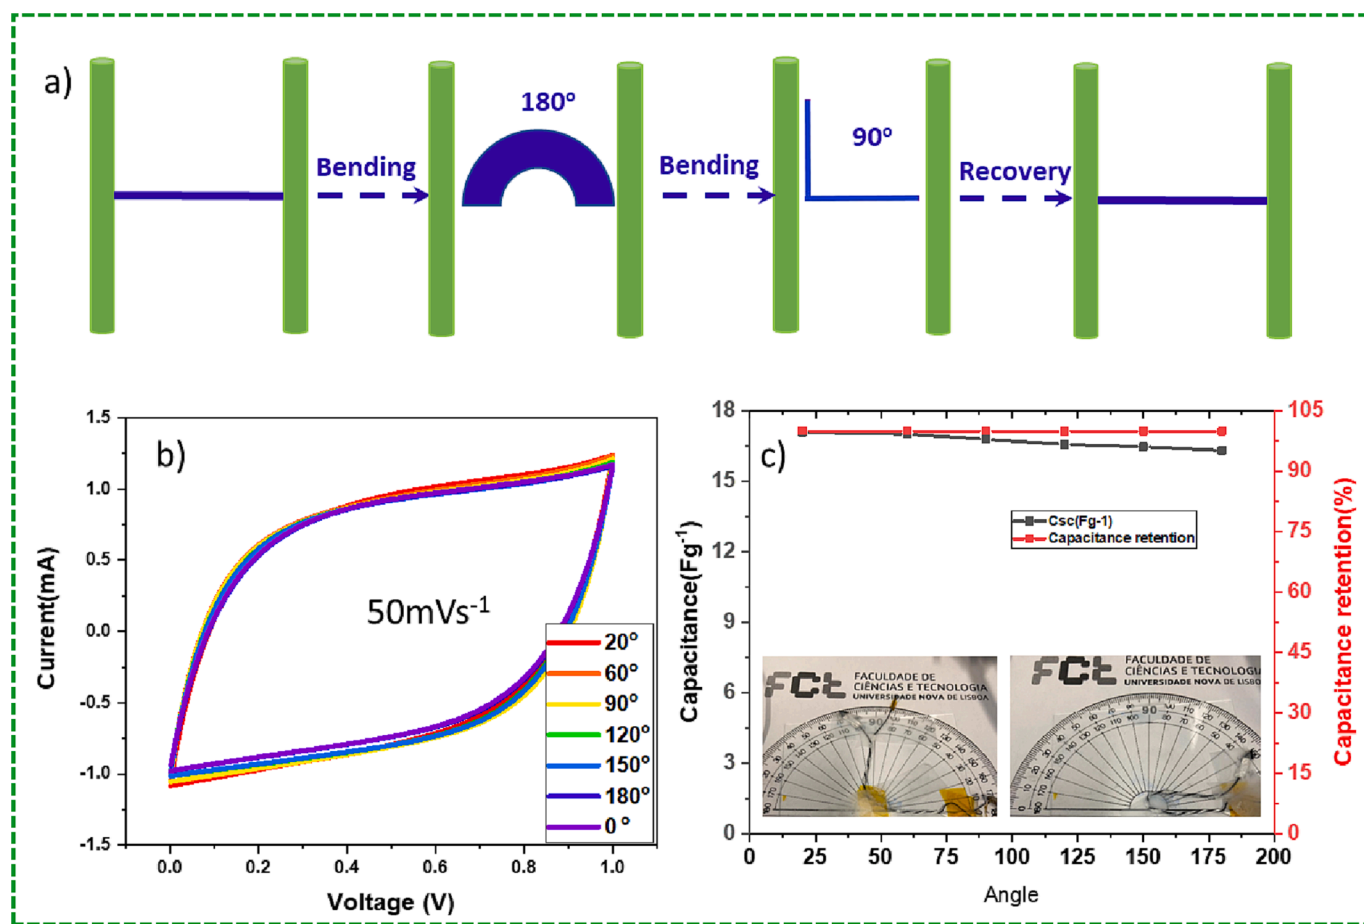 a)
180°
90°
Bending
Bending
Recovery
b)
1.5
1.0
0.5
0.0
-0.5
-1.0
-1.5
Current(mA)
50mVs-1
20°
60°
90°
120°
150°
180°
0°
0.0
0.2
0.4
0.6
0.8
1.0
Voltage (V)
c)
18
15
12
9
6
3
0
Capacitance(Fg-1)
Csc(Fg-1)
Capacitance retention
FCt
FACULDADE DE
CIÊNCIAS E TECNOLOGIA
UNIVERSIDADE NOVA DE LISBOA
90
FCt
FACULDADE DE
CIÊNCIAS E TECNOLOGIA
UNIVERSIDADE NOVA DE LISBOA
90
105
90
75
60
45
30
15
0
Capacitance retention(%)
0
25
50
75
100
125
150
175
200
Angle